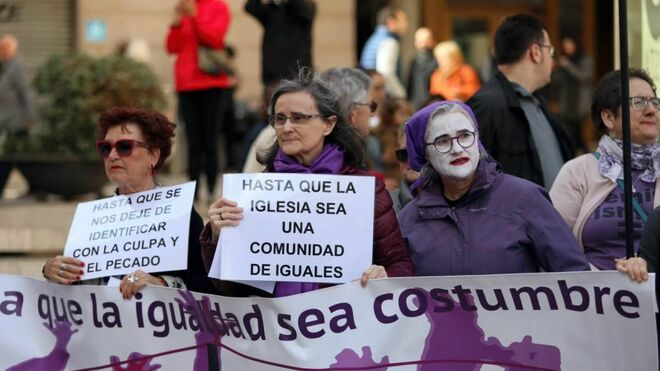 HASTA QUE SE
NOS DEJE DE
IDENTIFICAR
CON LA CULPA Y
EL PECADO
HASTA QUE LA
IGLESIA SEA
UNA
COMUNIDAD
DE IGUALES
a que la igualdad sea costumbre